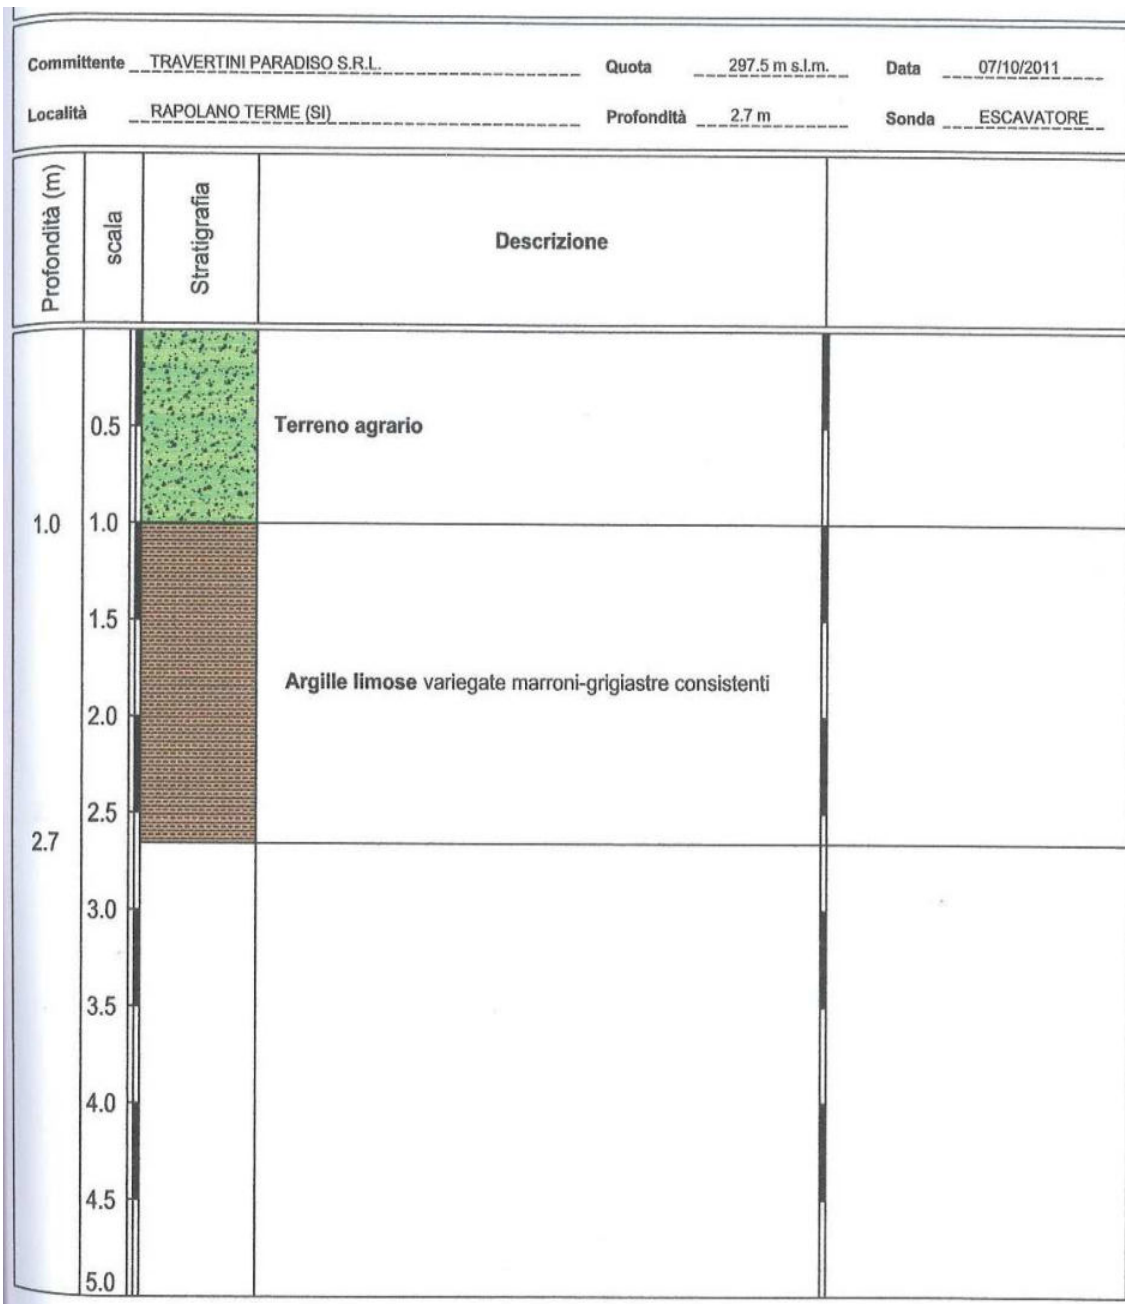 Committente TRAVERTINI PARADISO S.R.L. Quota 297.5 m s.l.m. Data 07/10/2011
Località RAPOLANO TERME (SI) Profondità 2.7 m Sonda ESCAVATORE
Profondità (m) scala Stratigrafia Descrizione
0.5 Terreno agrario
1.0 1.0
1.5
Argille limose variegate marroni-grigiastre consistenti
2.0
2.5
2.7
3.0
3.5
4.0
4.5
5.0